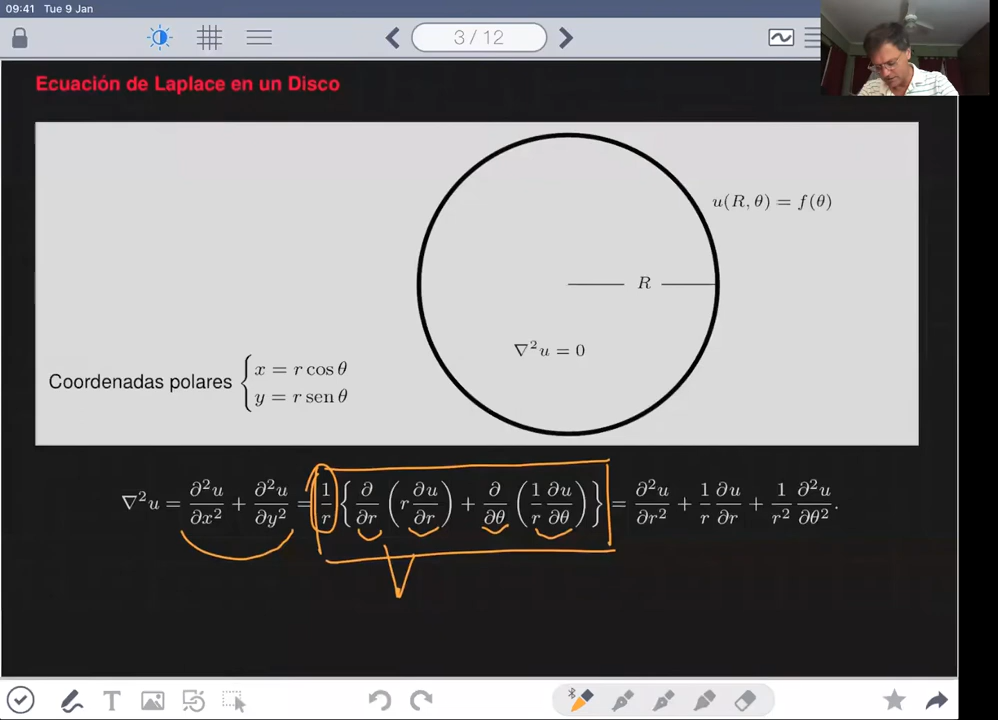 09:41 Tue 9 Jan
3 / 12
Ecuación de Laplace en un Disco
u(R, θ) = f(θ)
R
∇²u = 0
Coordenadas polares { x = r cos θ
y = r sen θ
∇²u = ∂²u/∂x² + ∂²u/∂y² = 1/r { ∂/∂r ( r ∂u/∂r ) + ∂/∂θ ( 1/r ∂u/∂θ ) } = ∂²u/∂r² + 1/r ∂u/∂r + 1/r² ∂²u/∂θ².
T